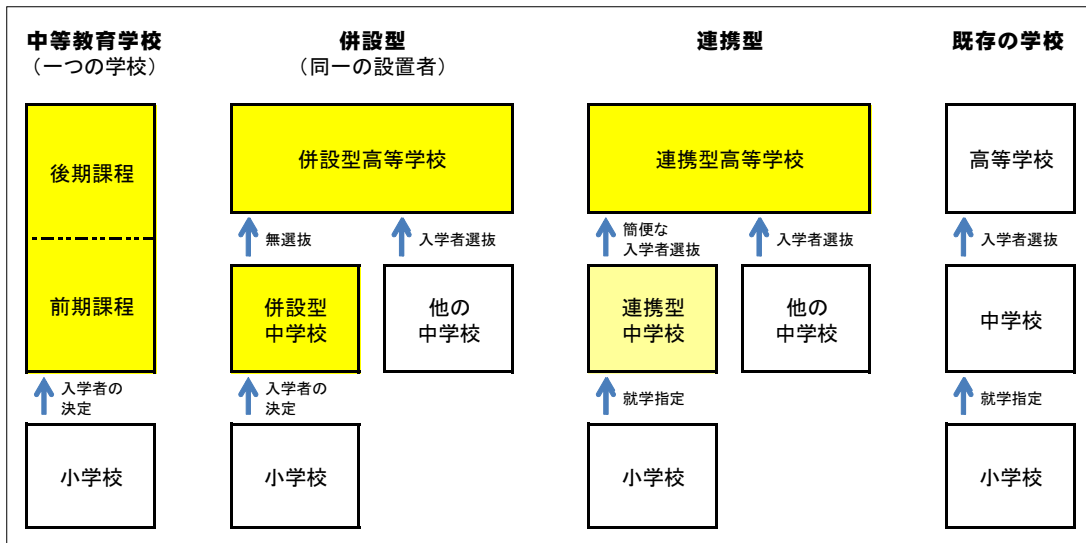 中等教育学校
（一つの学校）
後期課程
前期課程
入学者の
決定
小学校
併設型
（同一の設置者）
併設型高等学校
無選抜
入学者選抜
併設型
中学校
他の
中学校
入学者の
決定
小学校
連携型
連携型高等学校
簡便な
入学者選抜
入学者選抜
連携型
中学校
他の
中学校
就学指定
小学校
既存の学校
高等学校
入学者選抜
中学校
就学指定
小学校